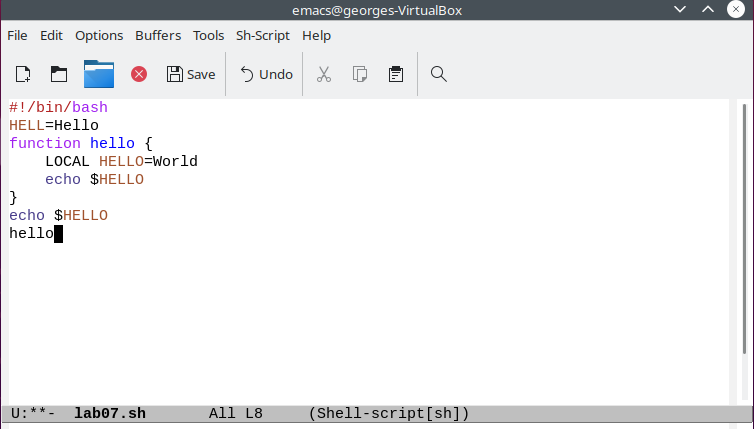 emacs@georges-VirtualBox
File Edit Options Buffers Tools Sh-Script Help
Save Undo
#!/bin/bash
HELL=Hello
function hello {
    LOCAL HELLO=World
    echo $HELLO
}
echo $HELLO
hello
U:**-  lab07.sh       All L8     (Shell-script[sh])